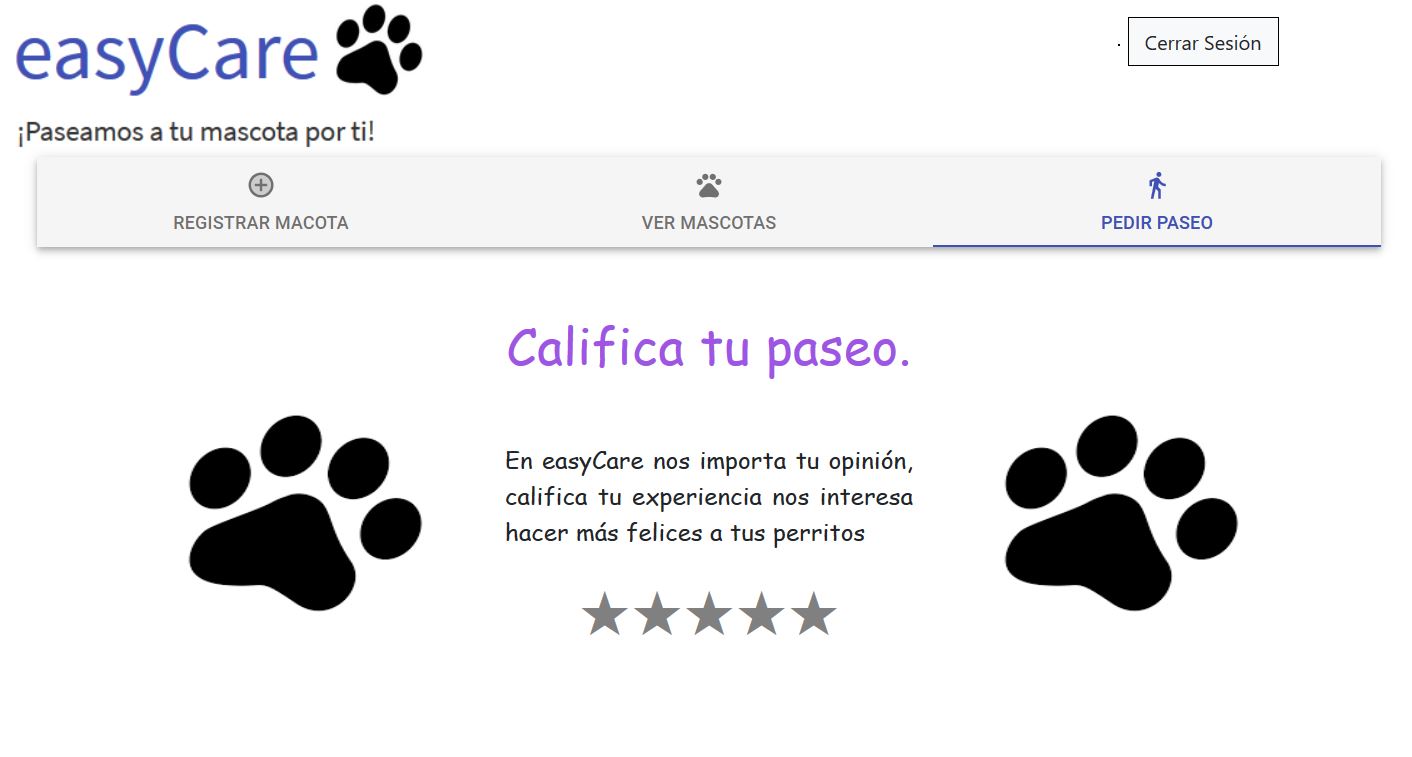 easyCare
Cerrar Sesión
¡Paseamos a tu mascota por ti!
REGISTRAR MACOTA
VER MASCOTAS
PEDIR PASEO
Califica tu paseo.
En easyCare nos importa tu opinión,
califica tu experiencia nos interesa
hacer más felices a tus perritos